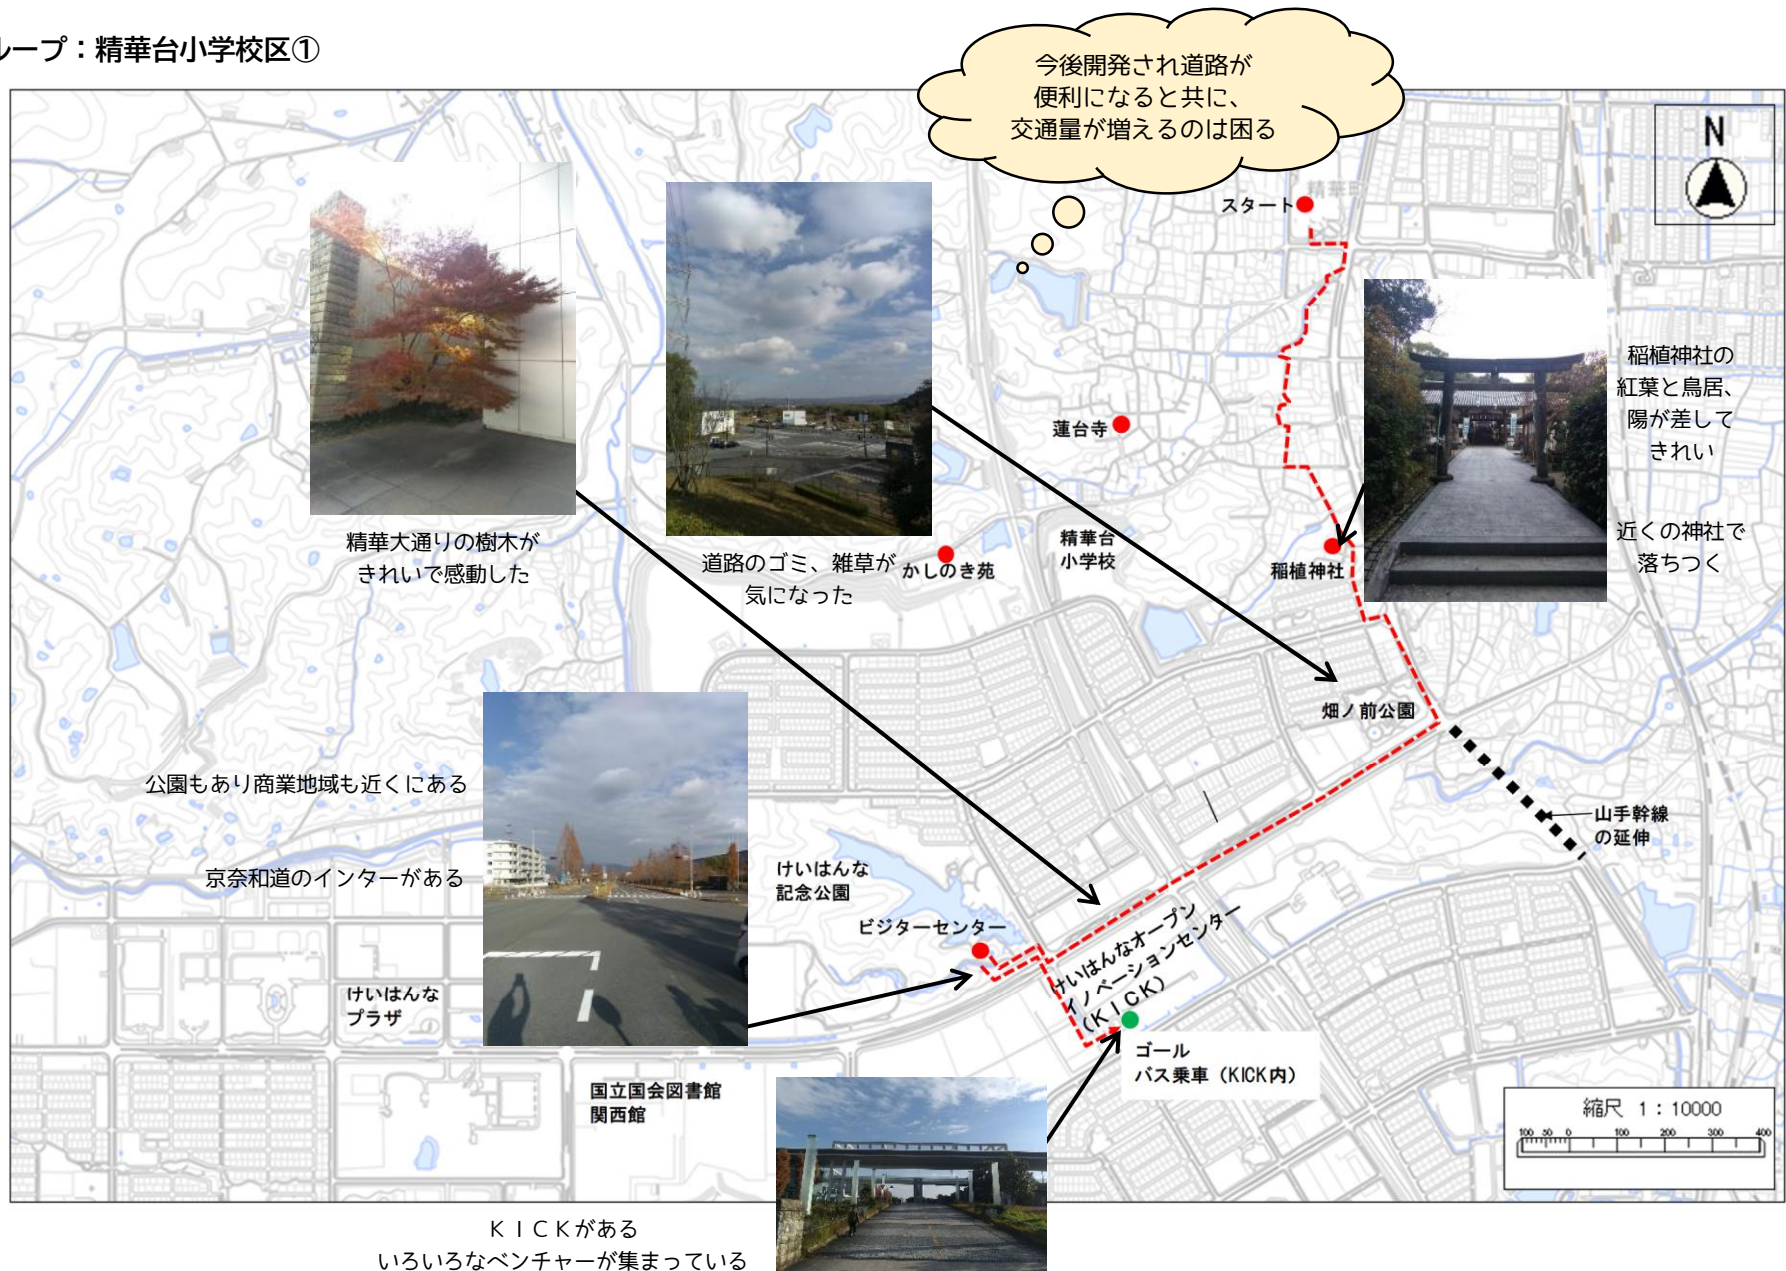 ループ：精華台小学校区①
今後開発され道路が
便利になると共に、
交通量が増えるのは困る
N
精華町
スタート
稲植神社の
紅葉と鳥居、
陽が差して
きれい
近くの神社で
落ちつく
蓮台寺
精華大通りの樹木が
きれいで感動した
道路のゴミ、雑草が
気になった
かしのき苑
精華台
小学校
稲植神社
畑ノ前公園
公園もあり商業地域も近くにある
京奈和道のインターがある
山手幹線
の延伸
けいはんな
記念公園
ビジターセンター
けいはんなオープン
イノベーションセンター
（ＫＩＣＫ）
けいはんな
プラザ
ゴール
バス乗車（KICK内）
国立国会図書館
関西館
縮尺 1：10000
100 50 0 100 200 300 400
ＫＩＣＫがある
いろいろなベンチャーが集まっている